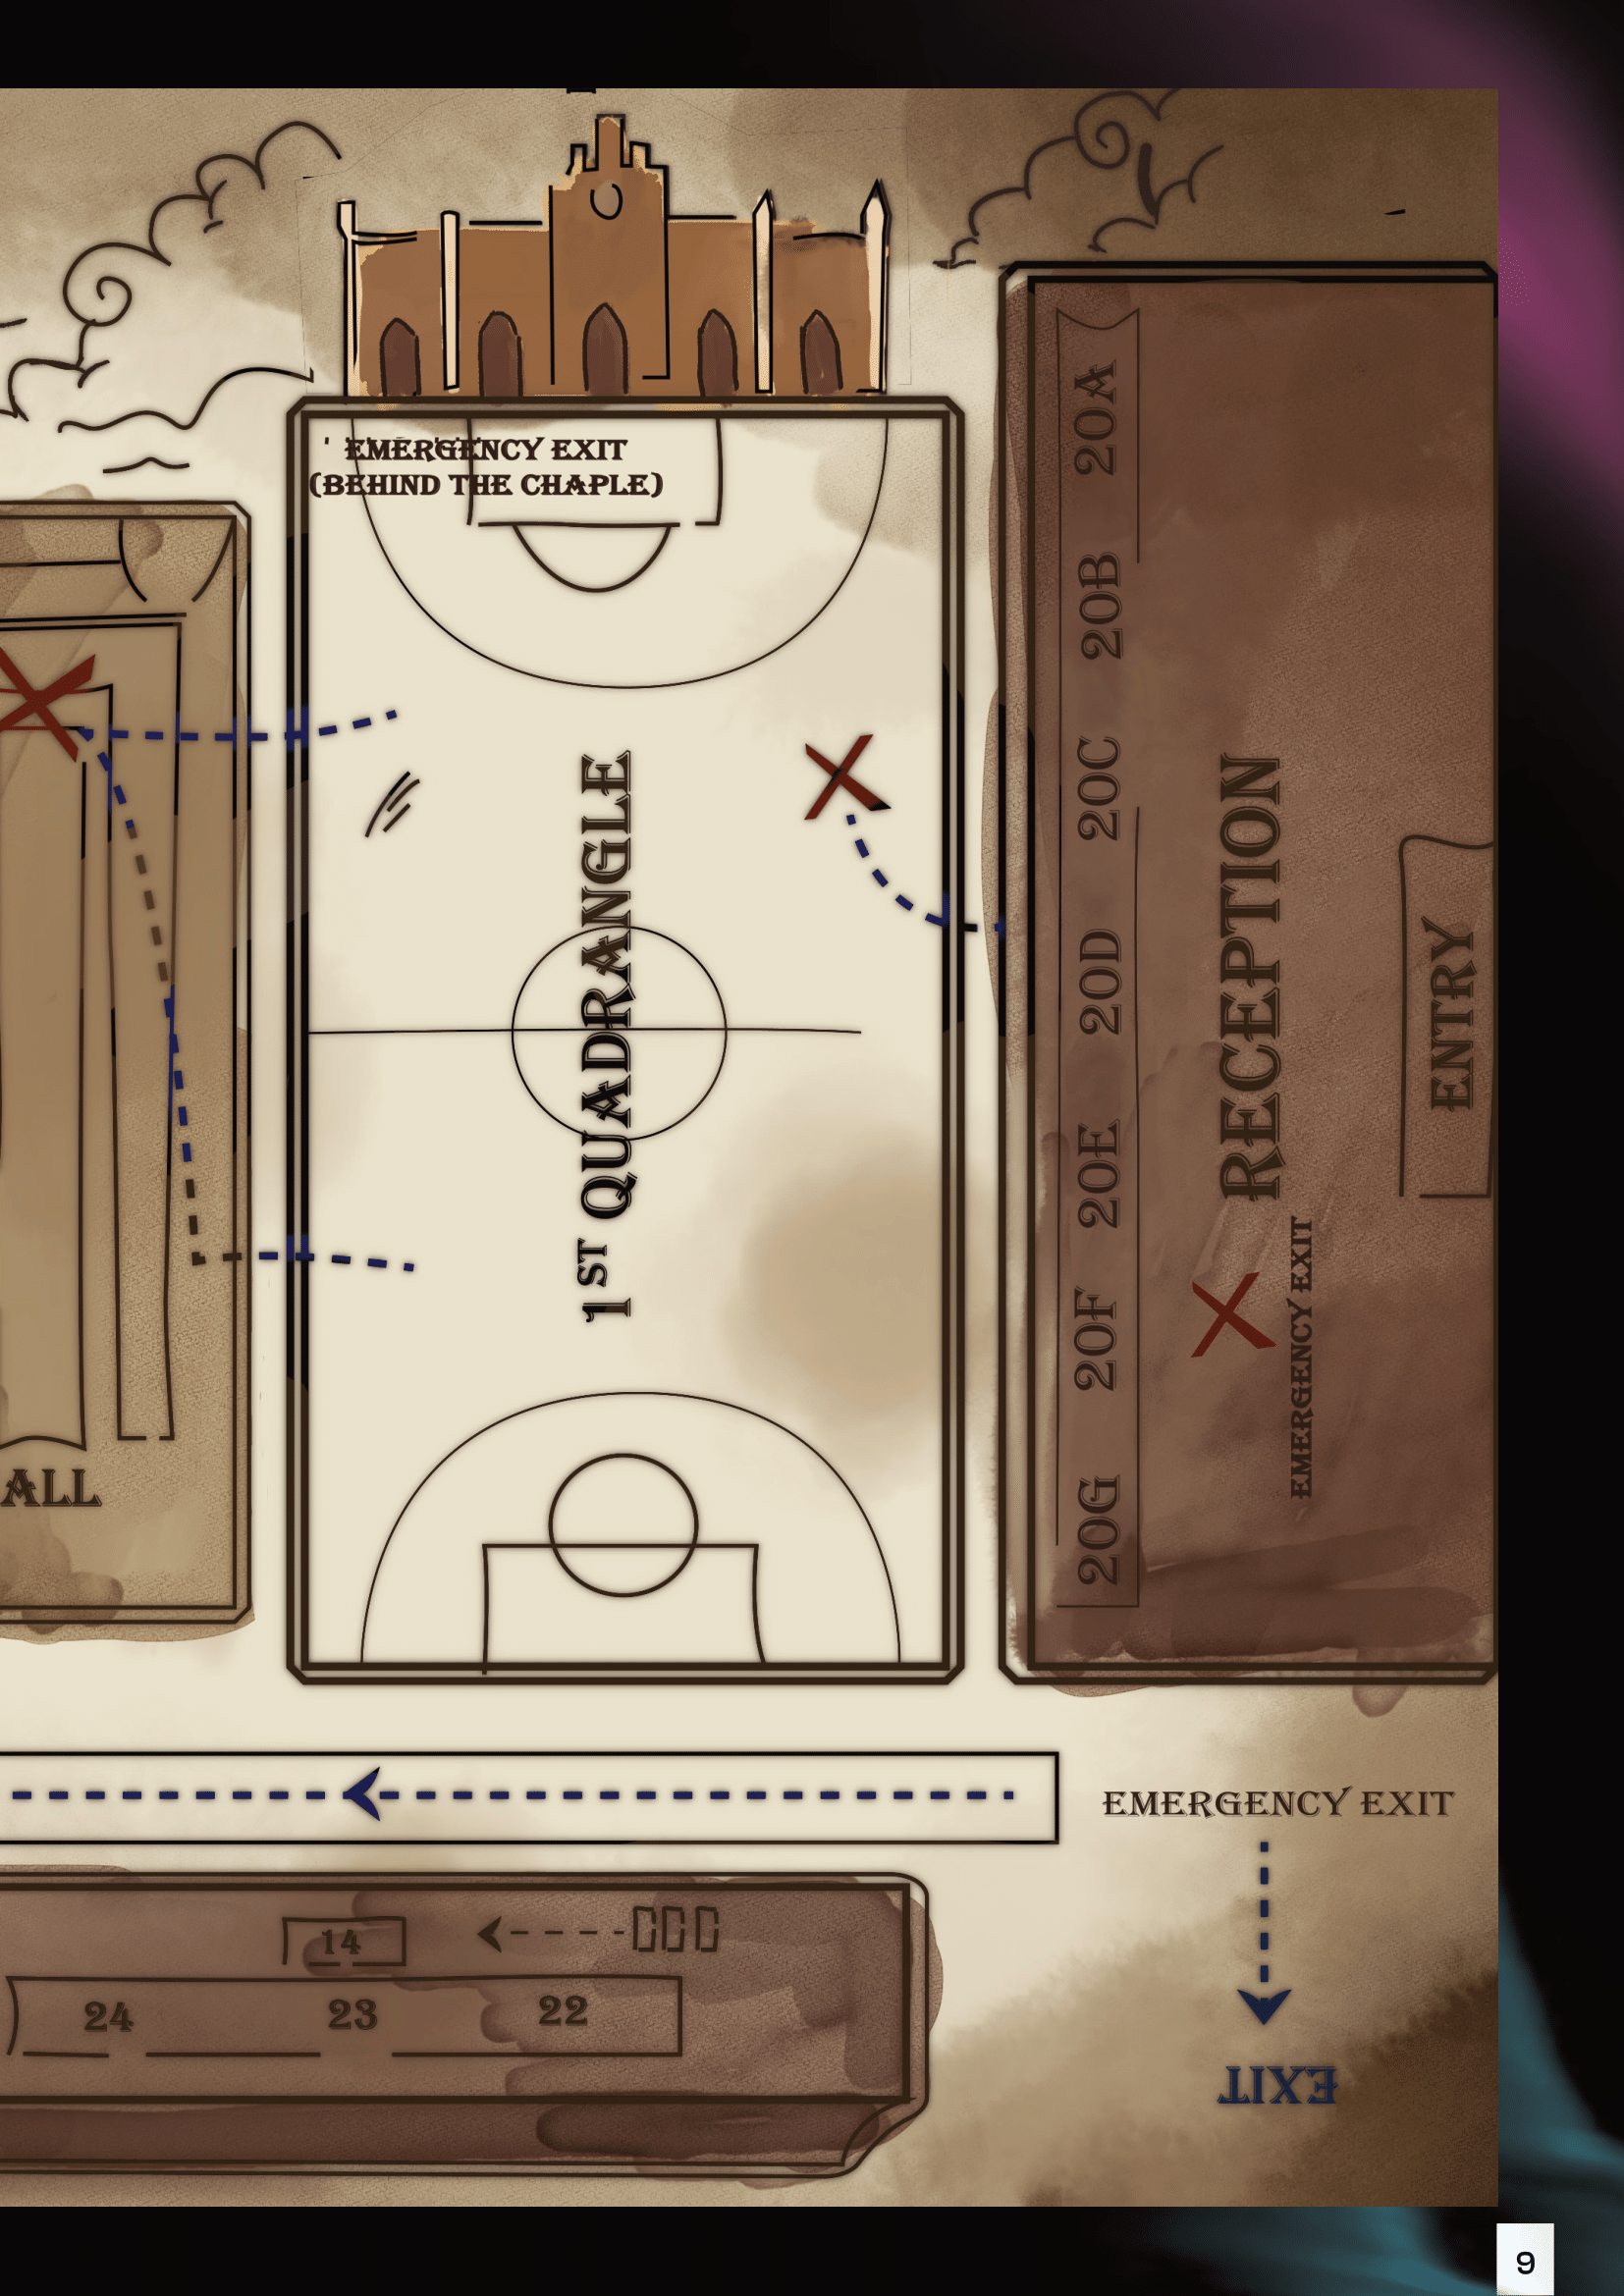 EMERGENCY EXIT
(BEHIND THE CHAPLE)
ALL
1 ST QUADRANGLE
20A
20B
20C
20D
20E
20F
20G
RECEPTION
ENTRY
EMERGENCY EXIT
EMERGENCY EXIT
EXIT
14
24 23 22
9